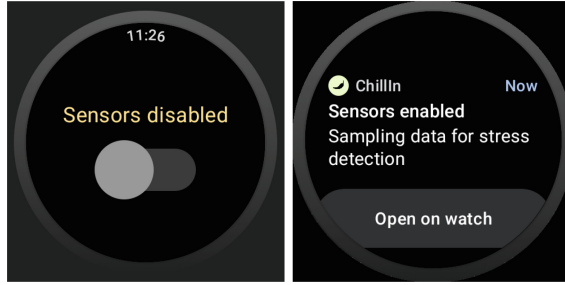 11:26
Sensors disabled
ChillIn
Now
Sensors enabled
Sampling data for stress
detection
Open on watch